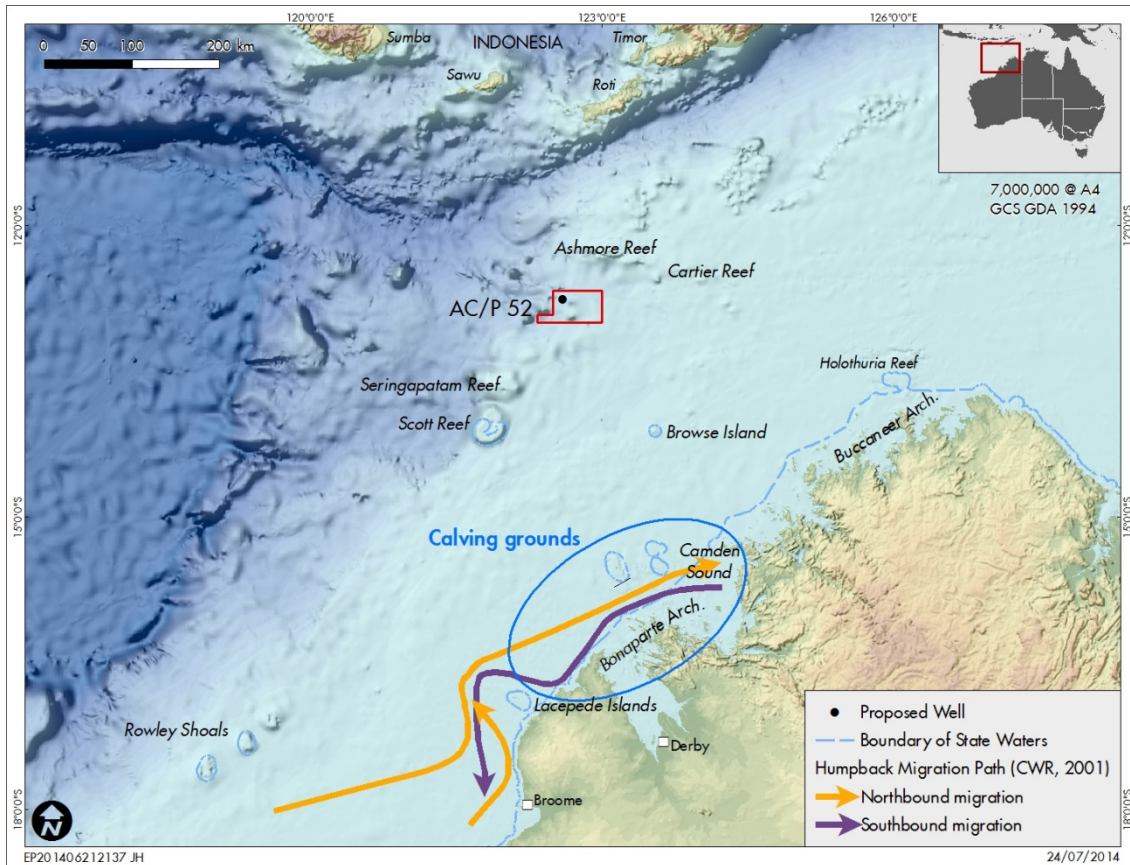 120°0'0"E
123°0'0"E
126°0'0"E
0 50 100 200 km
Sumba
INDONESIA
Timor
Sawu
Roti
7,000,000 @ A4
GCS GDA 1994
12°0'0"S
12°0'0"S
Ashmore Reef
Cartier Reef
AC/P 52
Holothuria Reef
Seringapatam Reef
Scott Reef
Browse Island
Buccaneer Arch.
15°0'0"S
15°0'0"S
Calving grounds
Camden
Sound
Bonaparte Arch.
Lacepede Islands
Rowley Shoals
Derby
Broome
18°0'0"S
18°0'0"S
N
Proposed Well
Boundary of State Waters
Humpback Migration Path (CWR, 2001)
Northbound migration
Southbound migration
EP201406212137 JH
24/07/2014